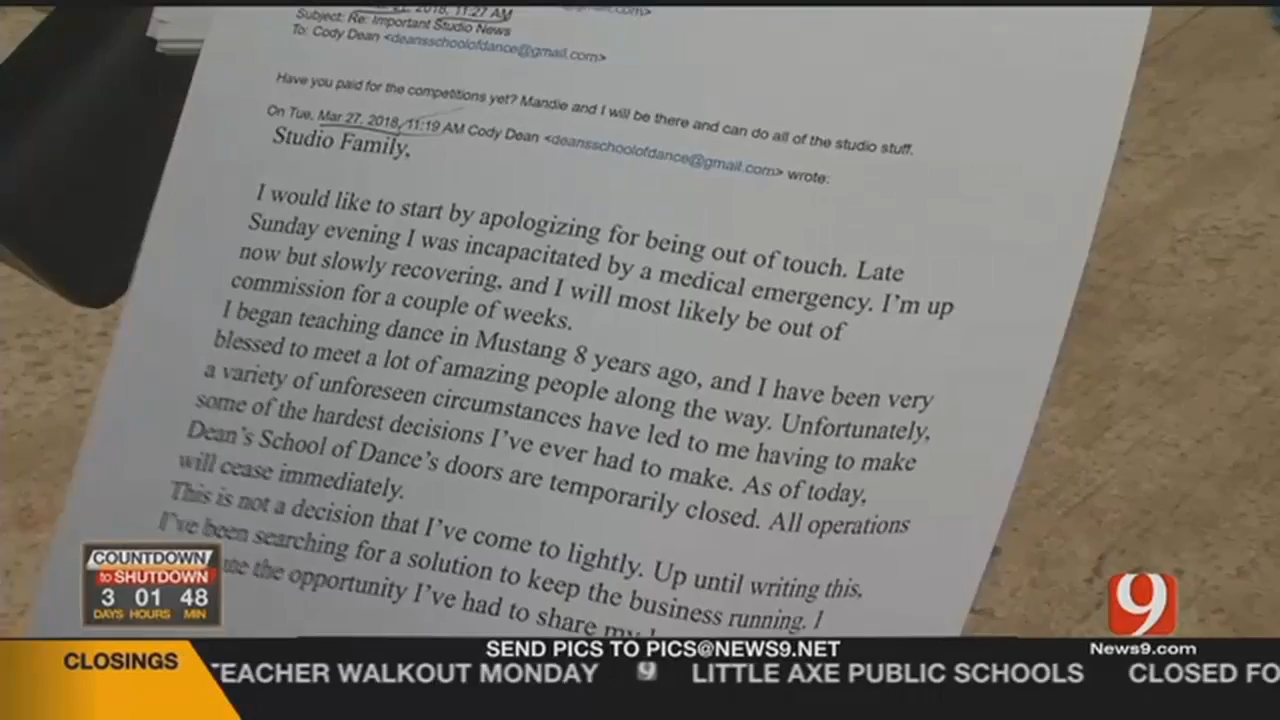 2018, 11:27 AM
Subject: Re: Important Studio News
To: Cody Dean <deansschoolofdance@gmail.com>
Have you paid for the competitions yet? Mandie and I will be there and can do all of the studio stuff.
On Tue, Mar 27, 2018, 11:19 AM Cody Dean <deansschoolofdance@gmail.com> wrote:
Studio Family,
I would like to start by apologizing for being out of touch. Late
Sunday evening I was incapacitated by a medical emergency. I'm up
now but slowly recovering, and I will most likely be out of
commission for a couple of weeks.
I began teaching dance in Mustang 8 years ago, and I have been very
blessed to meet a lot of amazing people along the way. Unfortunately,
a variety of unforeseen circumstances have led to me having to make
some of the hardest decisions I've ever had to make. As of today,
Dean's School of Dance's doors are temporarily closed. All operations
will cease immediately.
This is not a decision that I've come to lightly. Up until writing this,
I've been searching for a solution to keep the business running. I
the opportunity I've had to share my
COUNTDOWN
to SHUTDOWN
3 01 48
DAYS HOURS MIN
9
News9.com
SEND PICS TO PICS@NEWS9.NET
CLOSINGS
TEACHER WALKOUT MONDAY 9 LITTLE AXE PUBLIC SCHOOLS CLOSED FO